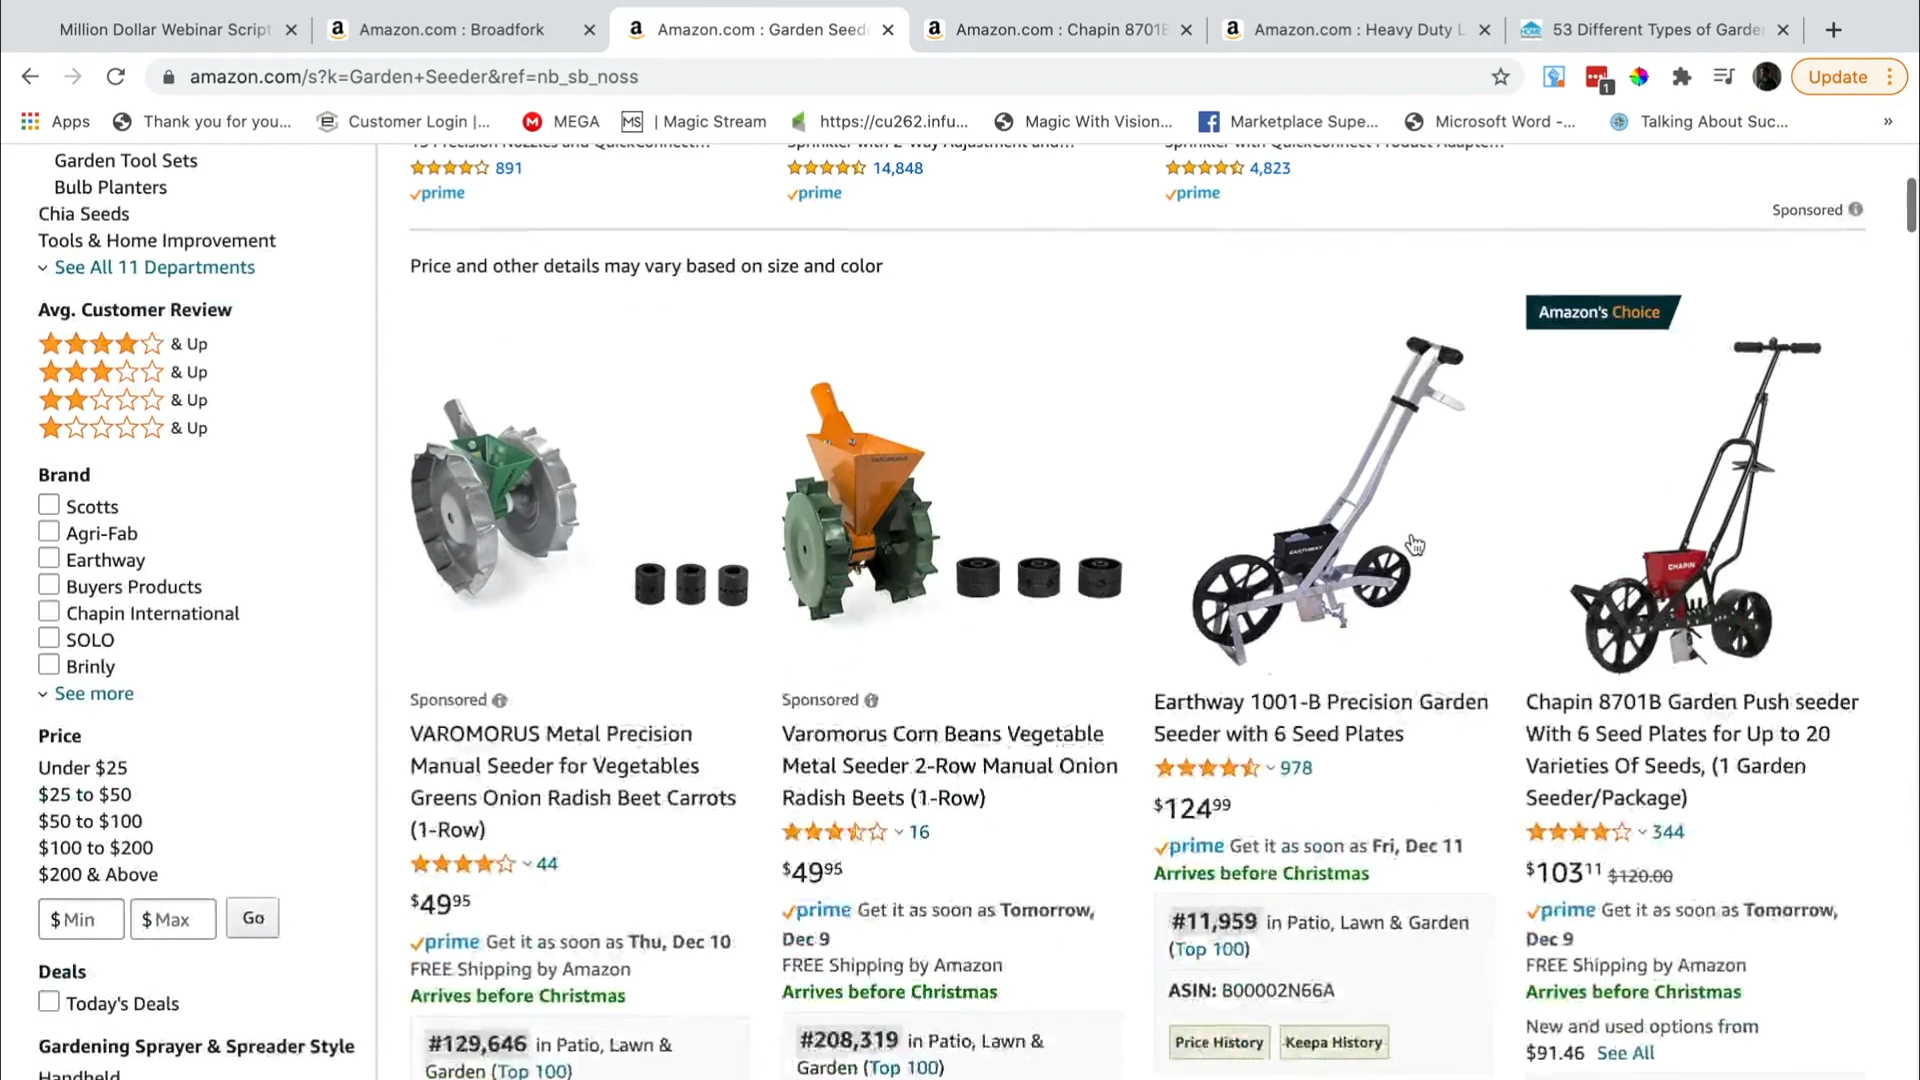 Million Dollar Webinar Script
Amazon.com : Broadfork
Amazon.com : Garden Seed
Amazon.com : Chapin 8701B
Amazon.com : Heavy Duty L
53 Different Types of Garde
amazon.com/s?k=Garden+Seeder&ref=nb_sb_noss
1
Update
Apps
Thank you for you...
Customer Login |...
MEGA
MS | Magic Stream
https://cu262.infu...
Magic With Vision...
Marketplace Supe...
Microsoft Word -...
Talking About Suc...
»
Garden Tool Sets
Bulb Planters
Chia Seeds
Tools & Home Improvement
See All 11 Departments
Avg. Customer Review
& Up
& Up
& Up
& Up
Brand
Scotts
Agri-Fab
Earthway
Buyers Products
Chapin International
SOLO
Brinly
See more
Price
Under $25
$25 to $50
$50 to $100
$100 to $200
$200 & Above
$ Min
$ Max
Go
Deals
Today's Deals
Gardening Sprayer & Spreader Style
Handheld
891
prime
14,848
prime
4,823
prime
Sponsored
Price and other details may vary based on size and color
Sponsored
VAROMORUS Metal Precision
Manual Seeder for Vegetables
Greens Onion Radish Beet Carrots
(1-Row)
44
$49.95
prime Get it as soon as Thu, Dec 10
FREE Shipping by Amazon
Arrives before Christmas
#129,646 in Patio, Lawn &
Garden (Top 100)
VAROMORUS
Sponsored
Varomorus Corn Beans Vegetable
Metal Seeder 2-Row Manual Onion
Radish Beets (1-Row)
16
$49.95
prime Get it as soon as Tomorrow,
Dec 9
FREE Shipping by Amazon
Arrives before Christmas
#208,319 in Patio, Lawn &
Garden (Top 100)
EARTHWAY
Earthway 1001-B Precision Garden
Seeder with 6 Seed Plates
978
$124.99
prime Get it as soon as Fri, Dec 11
Arrives before Christmas
#11,959 in Patio, Lawn & Garden
(Top 100)
ASIN: B00002N66A
Price History
Keepa History
Amazon's Choice
CHAPIN
Chapin 8701B Garden Push seeder
With 6 Seed Plates for Up to 20
Varieties Of Seeds, (1 Garden
Seeder/Package)
344
$103.11 $120.00
prime Get it as soon as Tomorrow,
Dec 9
FREE Shipping by Amazon
Arrives before Christmas
New and used options from
$91.46 See All